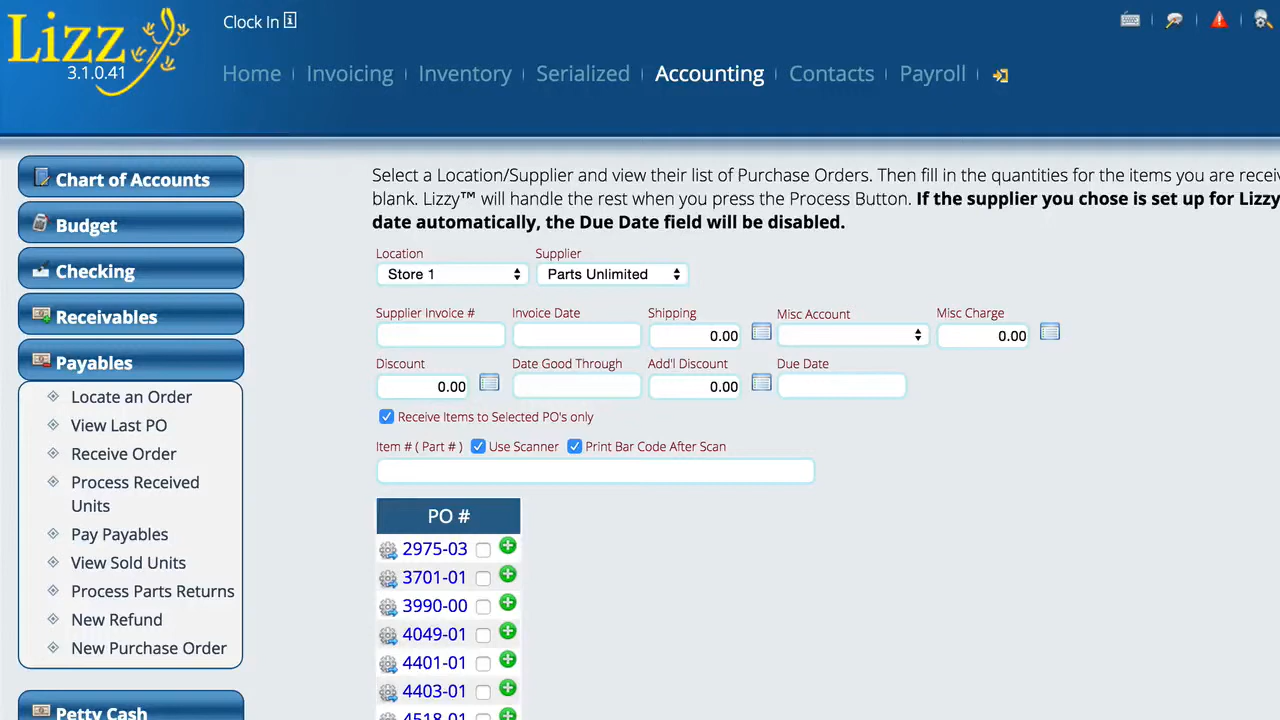 Lizz
3.1.0.41
Clock In
Home
Invoicing
Inventory
Serialized
Accounting
Contacts
Payroll
Chart of Accounts
Budget
Checking
Receivables
Payables
Locate an Order
View Last PO
Receive Order
Process Received
Units
Pay Payables
View Sold Units
Process Parts Returns
New Refund
New Purchase Order
Petty Cash
Select a Location/Supplier and view their list of Purchase Orders. Then fill in the quantities for the items you are recei
blank. Lizzy™ will handle the rest when you press the Process Button. If the supplier you chose is set up for Lizzy
date automatically, the Due Date field will be disabled.
Location
Supplier
Store 1
Parts Unlimited
Supplier Invoice #
Invoice Date
Shipping
Misc Account
Misc Charge
0.00
0.00
Discount
Date Good Through
Add'l Discount
Due Date
0.00
0.00
Receive Items to Selected PO's only
Item # ( Part # )
Use Scanner
Print Bar Code After Scan
PO #
2975-03
3701-01
3990-00
4049-01
4401-01
4403-01
4518-01